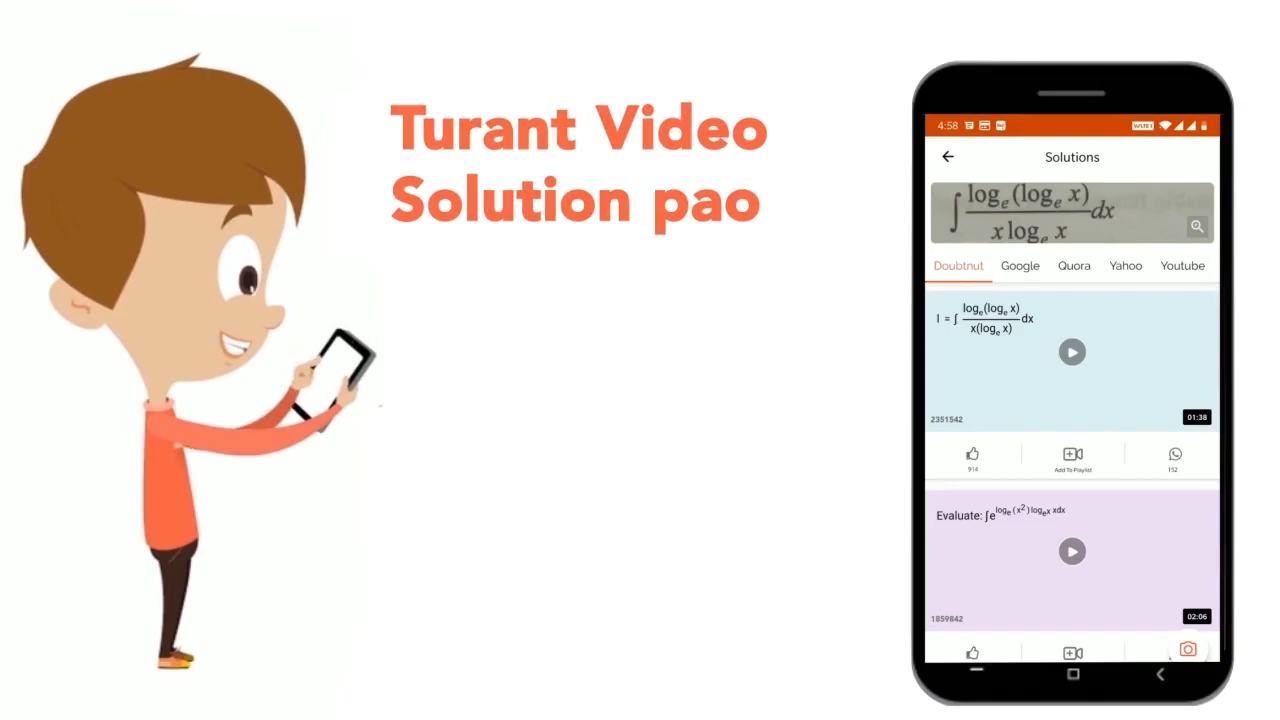 Turant Video
Solution pao
4:58
Solutions
∫ logₑ(logₑ x)/x logₑ x dx
Doubtnut Google Quora Yahoo Youtube
I = ∫ logₑ(logₑ x)/x(logₑ x) dx
2351542 01:38
914 Add To Playlist 152
Evaluate: ∫e^logₑ(x²)logₑx xdx
1859842 02:06